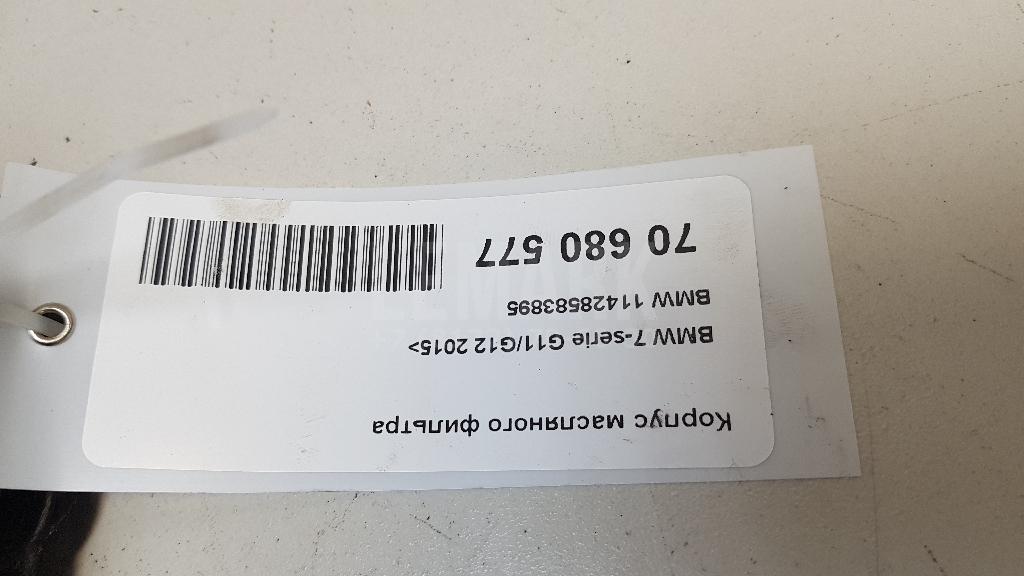 Корпус масляного фильтра
BMW 7-serie G11/G12 2015>
BMW 11428583895
70 680 577